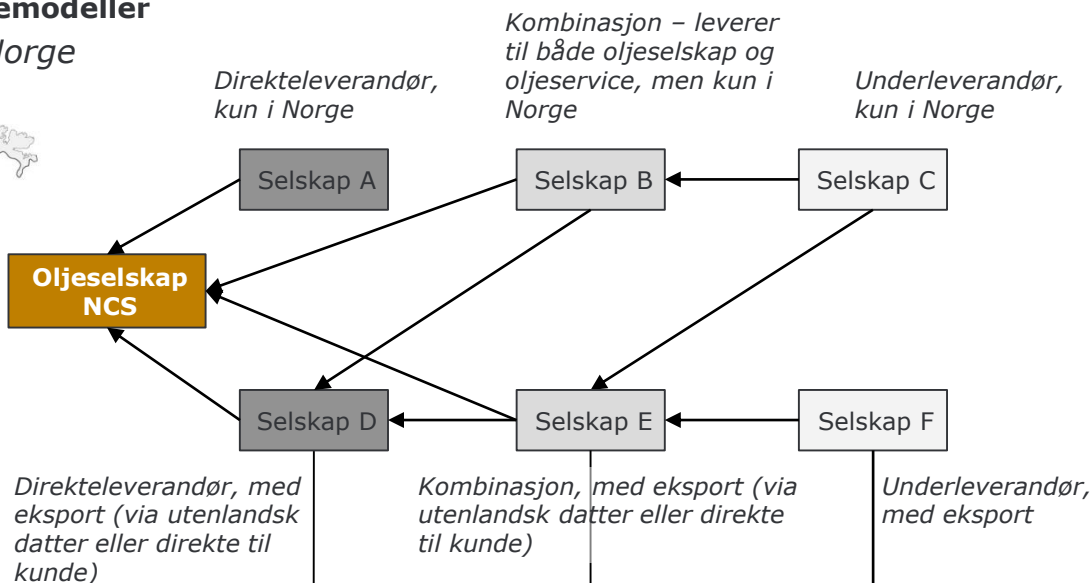 emodeller
Norge
Direkteleverandør,
kun i Norge
Kombinasjon – leverer
til både oljeselskap og
oljeservice, men kun i
Norge
Underleverandør,
kun i Norge
Selskap A
Selskap B
Selskap C
Oljeselskap
NCS
Selskap D
Selskap E
Selskap F
Direkteleverandør, med
eksport (via utenlandsk
datter eller direkte til
kunde)
Kombinasjon, med eksport (via
utenlandsk datter eller direkte
til kunde)
Underleverandør,
med eksport